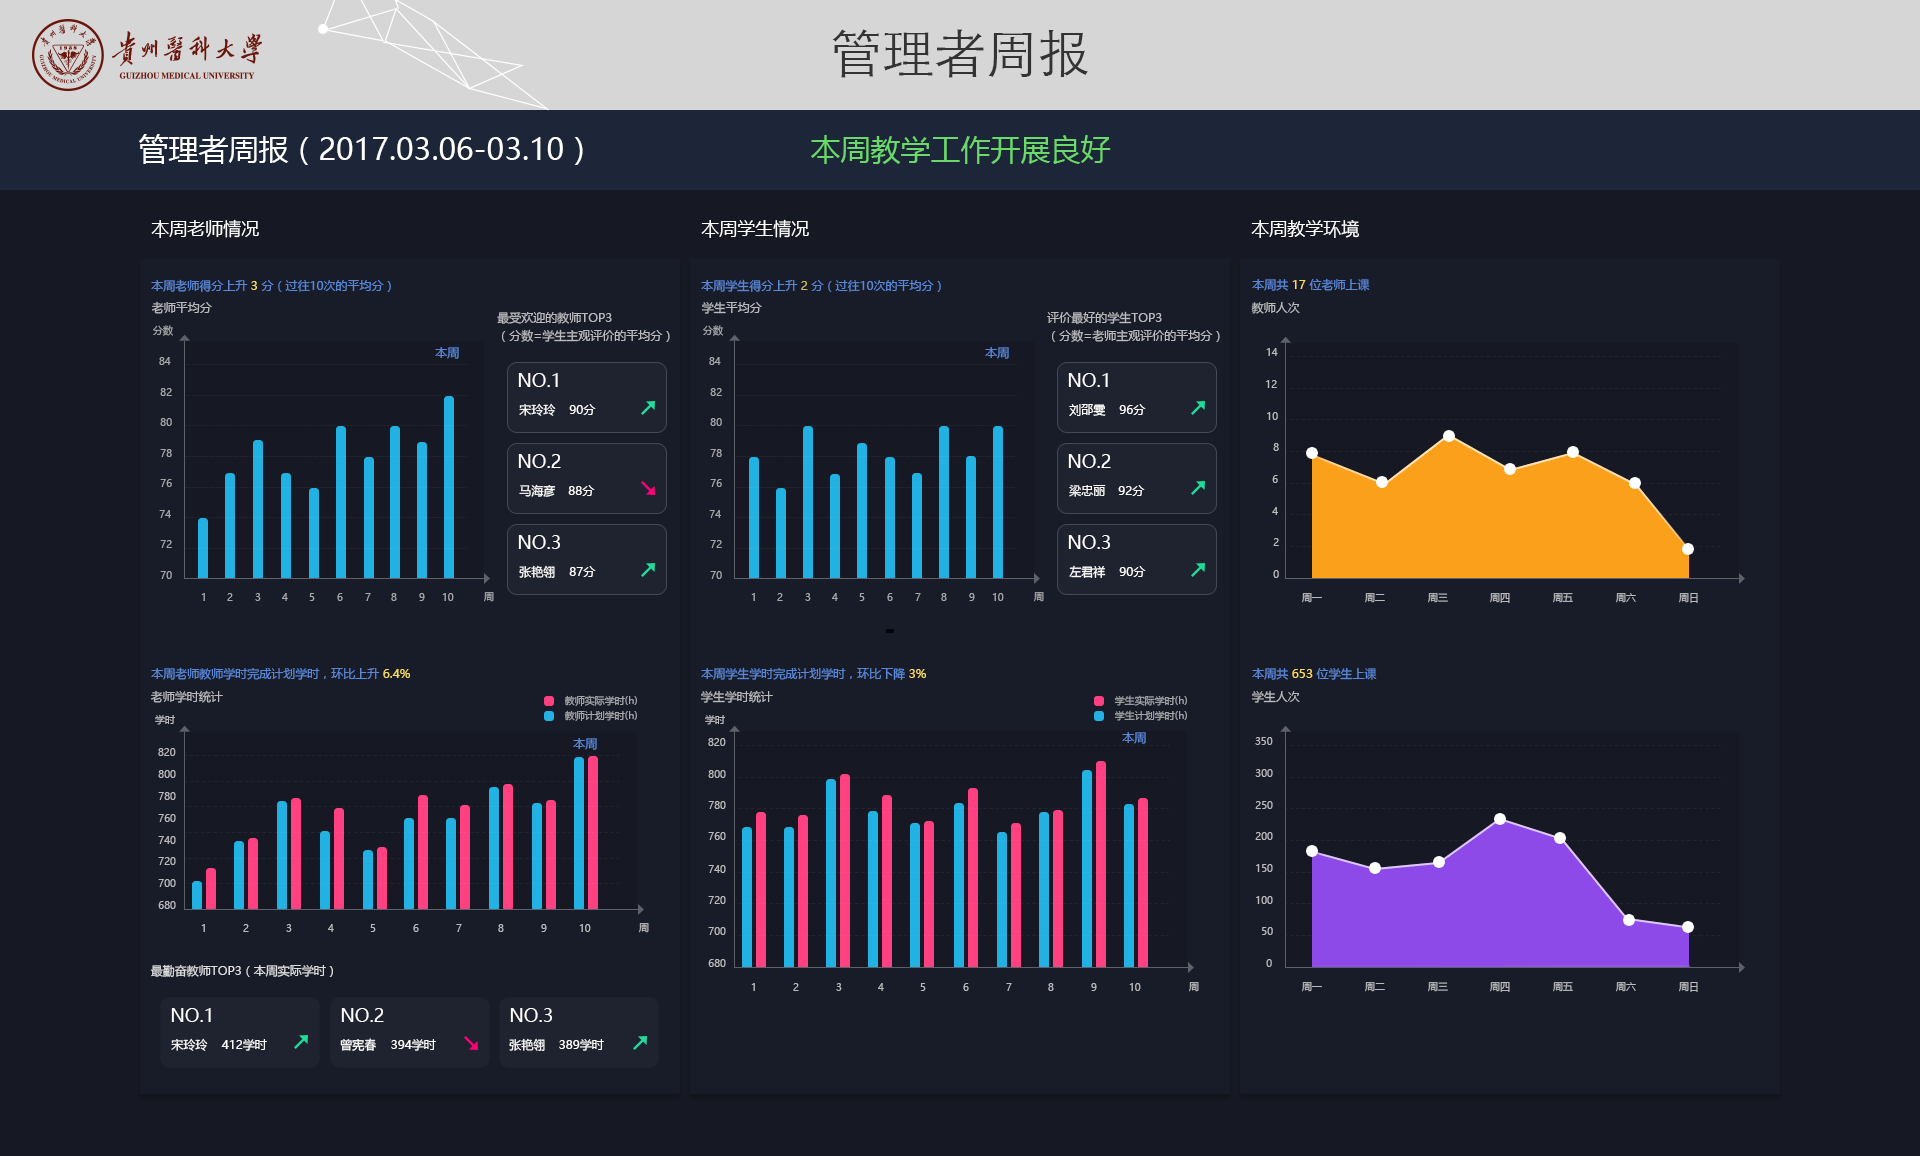 貴州醫科大學
GUIZHOU MEDICAL UNIVERSITY
1938
管理者周报
管理者周报（2017.03.06-03.10）
本周教学工作开展良好
本周老师情况
本周老师得分上升 3 分（过往10次的平均分）
老师平均分
分数
本周
84
82
80
78
76
74
72
70
1 2 3 4 5 6 7 8 9 10 周
最受欢迎的教师TOP3
（分数=学生主观评价的平均分）
NO.1
宋玲玲 90分
NO.2
马海彦 88分
NO.3
张艳翎 87分
本周老师教师学时完成计划学时，环比上升 6.4%
老师学时统计
教师实际学时(h)
教师计划学时(h)
学时
本周
820
800
780
760
740
720
700
680
1 2 3 4 5 6 7 8 9 10 周
最勤奋教师TOP3（本周实际学时）
NO.1
宋玲玲 412学时
NO.2
曾宪春 394学时
NO.3
张艳翎 389学时
本周学生情况
本周学生得分上升 2 分（过往10次的平均分）
学生平均分
分数
本周
84
82
80
78
76
74
72
70
1 2 3 4 5 6 7 8 9 10 周
评价最好的学生TOP3
（分数=老师主观评价的平均分）
NO.1
刘邵雯 96分
NO.2
梁忠丽 92分
NO.3
左君祥 90分
本周学生学时完成计划学时，环比下降 3%
学生学时统计
学生实际学时(h)
学生计划学时(h)
学时
本周
820
800
780
760
740
720
700
680
1 2 3 4 5 6 7 8 9 10 周
本周教学环境
本周共 17 位老师上课
教师人次
14
12
10
8
6
4
2
0
周一 周二 周三 周四 周五 周六 周日
本周共 653 位学生上课
学生人次
350
300
250
200
150
100
50
0
周一 周二 周三 周四 周五 周六 周日